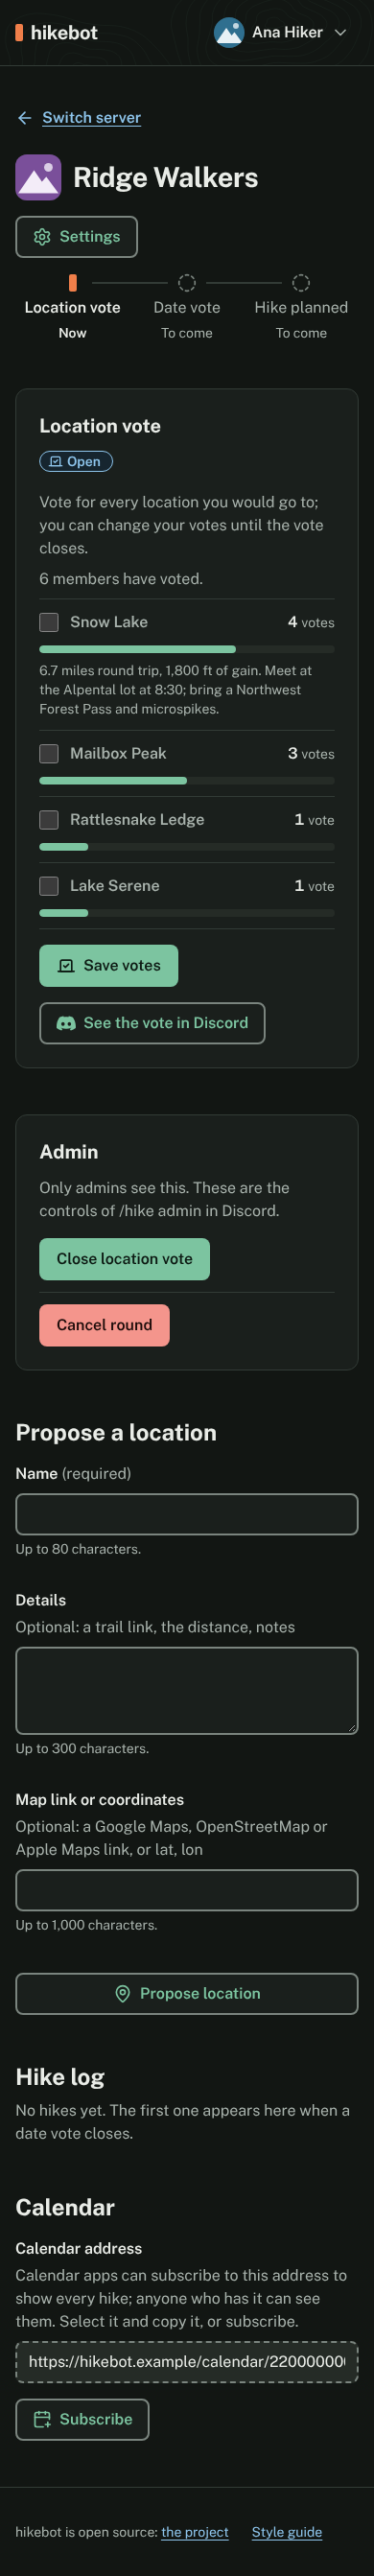 hikebot
Ana Hiker
Switch server
Ridge Walkers
Settings
Location vote
Date vote
Hike planned
Now
To come
To come
Location vote
Open
Vote for every location you would go to;
you can change your votes until the vote
closes.
6 members have voted.
Snow Lake
4 votes
6.7 miles round trip, 1,800 ft of gain. Meet at
the Alpental lot at 8:30; bring a Northwest
Forest Pass and microspikes.
Mailbox Peak
3 votes
Rattlesnake Ledge
1 vote
Lake Serene
1 vote
Save votes
See the vote in Discord
Admin
Only admins see this. These are the
controls of /hike admin in Discord.
Close location vote
Cancel round
Propose a location
Name (required)
Up to 80 characters.
Details
Optional: a trail link, the distance, notes
Up to 300 characters.
Map link or coordinates
Optional: a Google Maps, OpenStreetMap or
Apple Maps link, or lat, lon
Up to 1,000 characters.
Propose location
Hike log
No hikes yet. The first one appears here when a
date vote closes.
Calendar
Calendar address
Calendar apps can subscribe to this address to
show every hike; anyone who has it can see
them. Select it and copy it, or subscribe.
https://hikebot.example/calendar/220000000
Subscribe
hikebot is open source: the project
Style guide